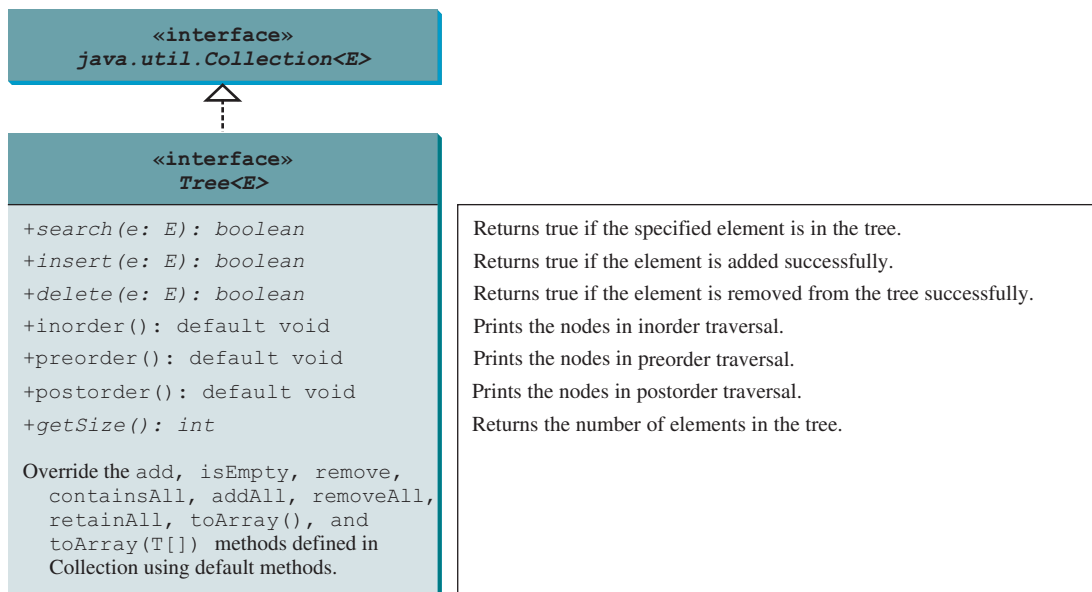 «interface»
java.util.Collection<E>
«interface»
Tree<E>
+search(e: E): boolean
Returns true if the specified element is in the tree.
+insert(e: E): boolean
Returns true if the element is added successfully.
+delete(e: E): boolean
Returns true if the element is removed from the tree successfully.
+inorder(): default void
Prints the nodes in inorder traversal.
+preorder(): default void
Prints the nodes in preorder traversal.
+postorder(): default void
Prints the nodes in postorder traversal.
+getSize(): int
Returns the number of elements in the tree.
Override the add, isEmpty, remove,
containsAll, addAll, removeAll,
retainAll, toArray(), and
toArray(T[]) methods defined in
Collection using default methods.